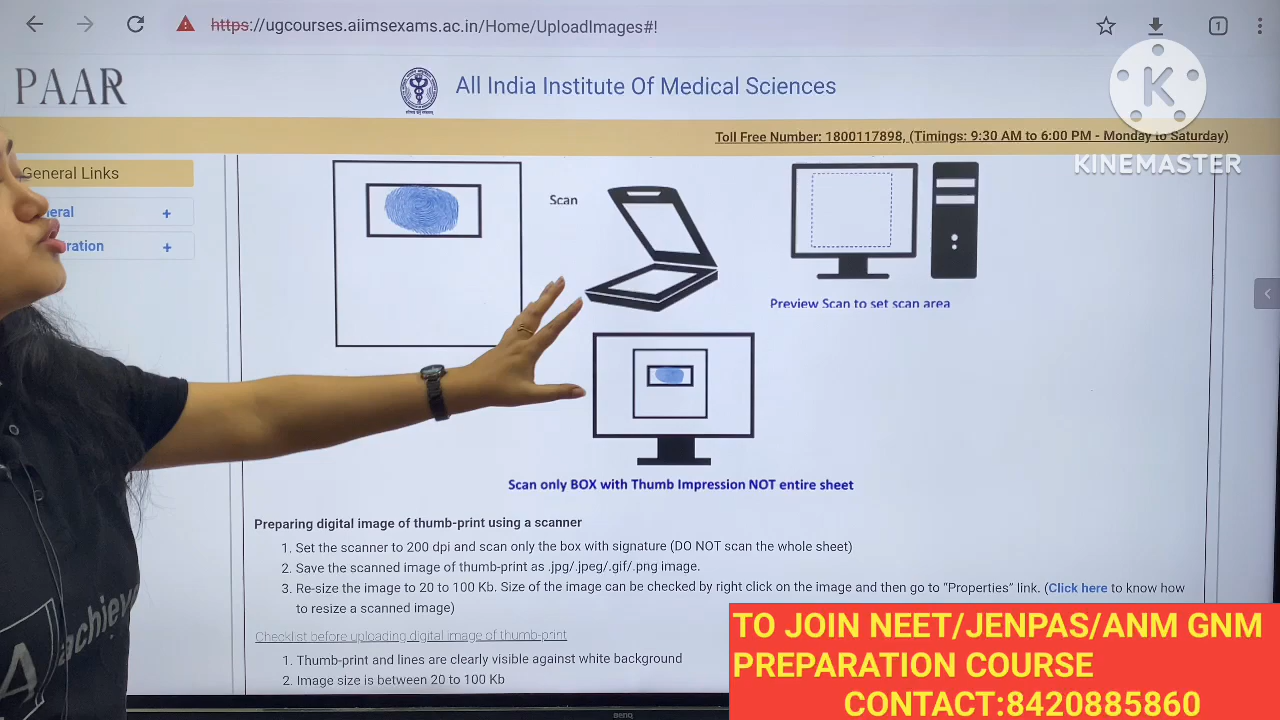 https://ugcourses.aiimsexams.ac.in/Home/UploadImages#!
1
PAAR
All India Institute Of Medical Sciences
K
KINEMASTER
Toll Free Number: 1800117898, (Timings: 9:30 AM to 6:00 PM - Monday to Saturday)
General Links
neral +
ration +
Scan
Preview Scan to set scan area
Scan only BOX with Thumb Impression NOT entire sheet
Preparing digital image of thumb-print using a scanner
1. Set the scanner to 200 dpi and scan only the box with signature (DO NOT scan the whole sheet)
2. Save the scanned image of thumb-print as .jpg/.jpeg/.gif/.png image.
3. Re-size the image to 20 to 100 Kb. Size of the image can be checked by right click on the image and then go to “Properties” link. (Click here to know how
to resize a scanned image)
Checklist before uploading digital image of thumb-print
1. Thumb-print and lines are clearly visible against white background
2. Image size is between 20 to 100 Kb
achieve
A
BENQ
TO JOIN NEET/JENPAS/ANM GNM
PREPARATION COURSE
CONTACT:8420885860